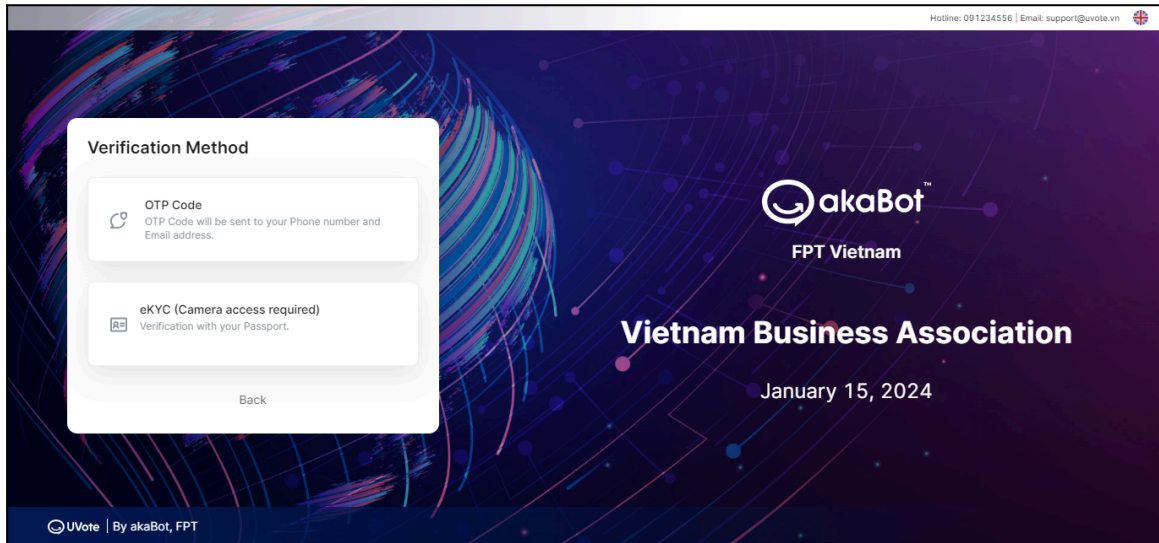 Hotline: 091234556 | Email: support@uvote.vn
Verification Method
OTP Code
OTP Code will be sent to your Phone number and
Email address.
eKYC (Camera access required)
Verification with your Passport.
Back
akaBot™
FPT Vietnam
Vietnam Business Association
January 15, 2024
UVote | By akaBot, FPT